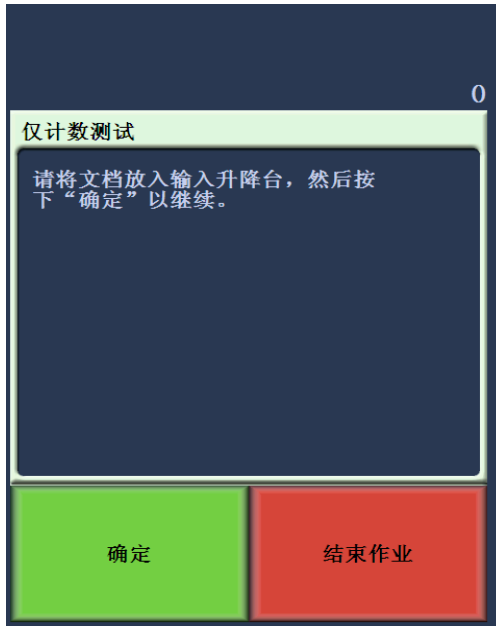 0
仅计数测试
请将文档放入输入升降台，然后按
下“确定”以继续。
确定
结束作业